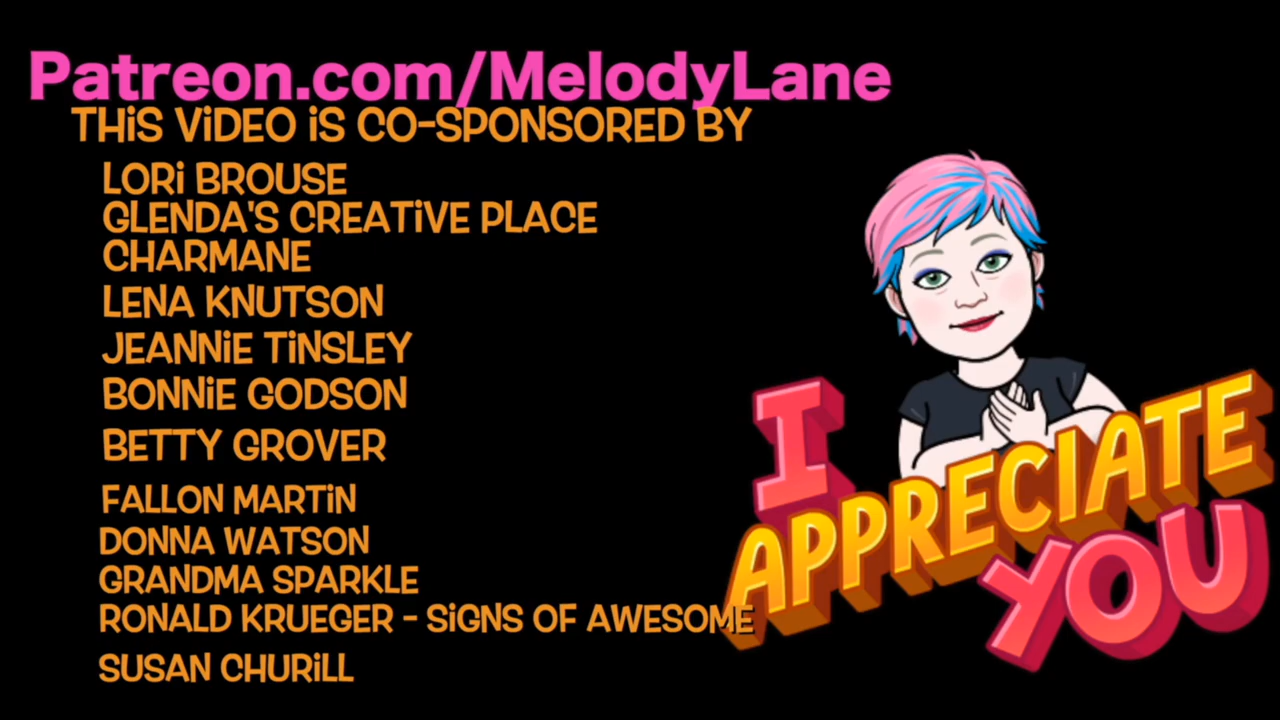 Patreon.com/MelodyLane
THiS ViDEO iS CO-SPONSORED BY
LORi BROUSE
GLENDA'S CREATiVE PLACE
CHARMANE
LENA KNUTSON
JEANNiE TiNSLEY
BONNiE GODSON
BETTY GROVER
FALLON MARTiN
DONNA WATSON
GRANDMA SPARKLE
RONALD KRUEGER - SiGNS OF AWESOME
SUSAN CHURiLL
I
APPRECIATE
YOU